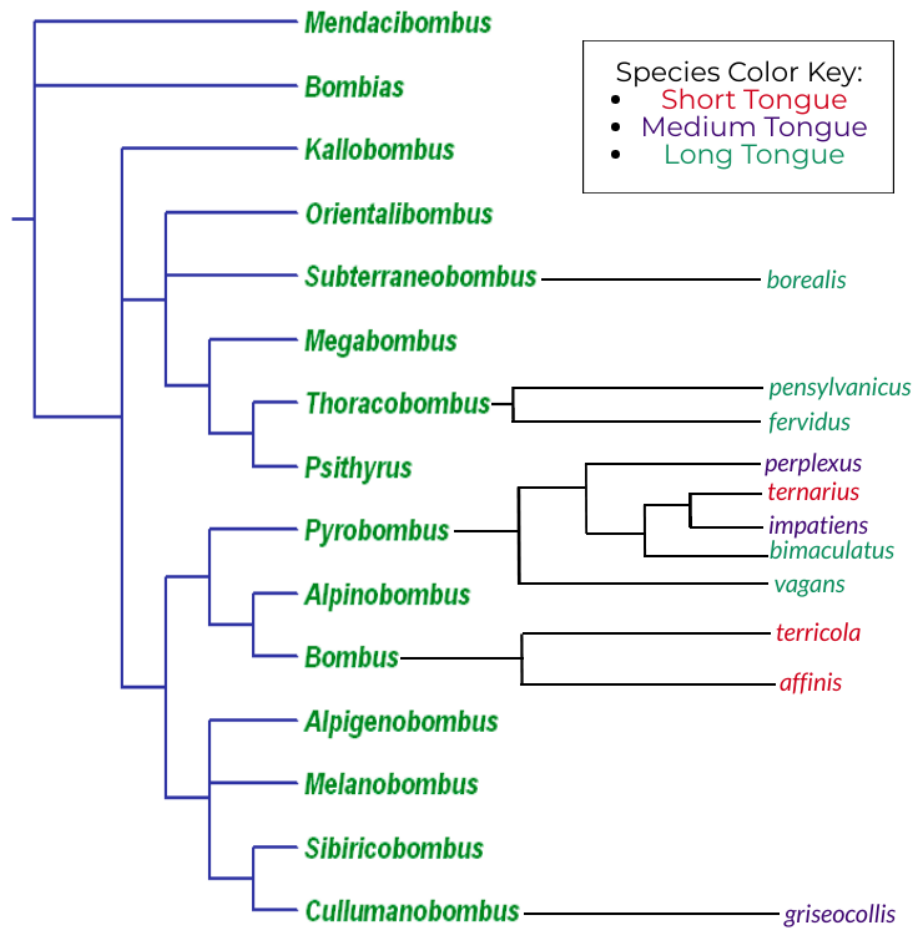 Mendacibombus
Species Color Key:
• Short Tongue
• Medium Tongue
• Long Tongue
Bombias
Kallobombus
Orientalibombus
Subterraneobombus
borealis
Megabombus
Thoracobombus
pensylvanicus
fervidus
Psithyrus
perplexus
ternarius
Pyrobombus
impatiens
bimaculatus
vagans
Alpinobombus
terricola
Bombus
affinis
Alpigenobombus
Melanobombus
Sibiricobombus
Cullumanobombus
griseocollis